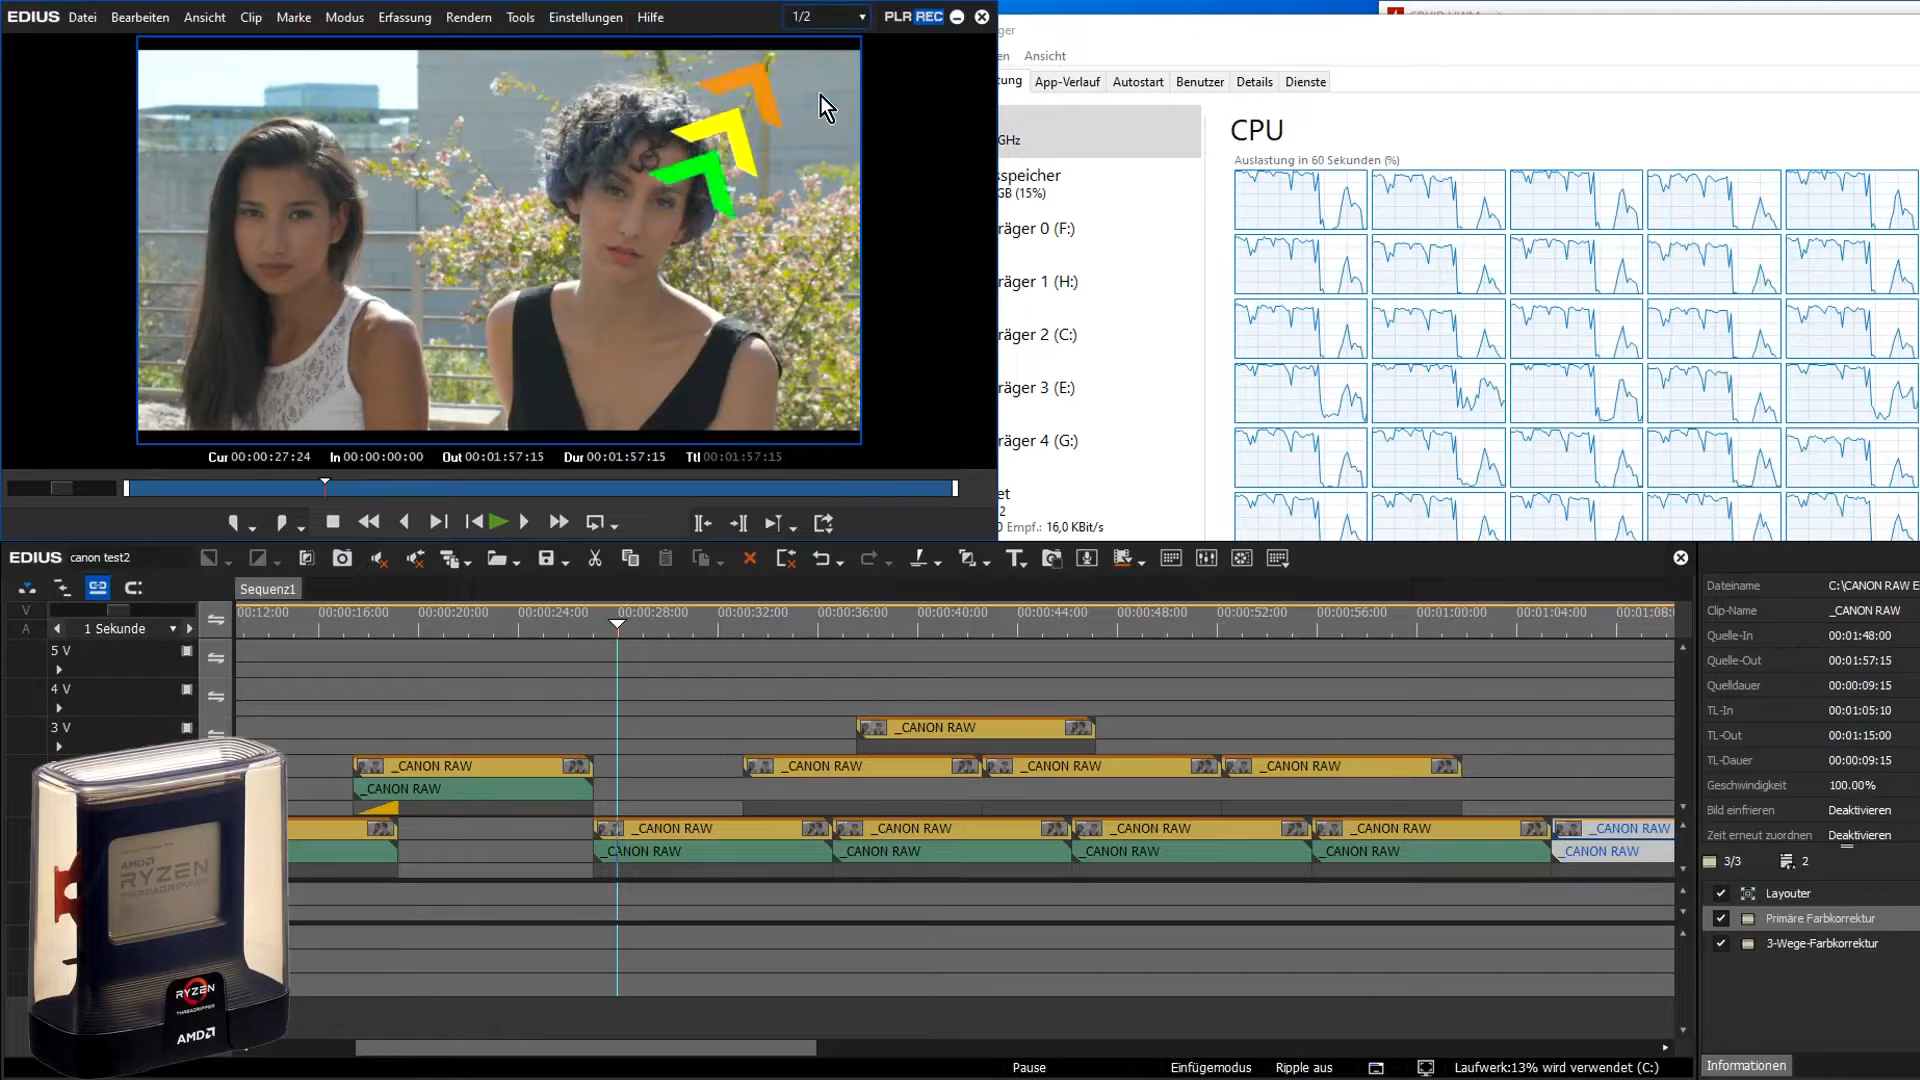 EDIUS Datei Bearbeiten Ansicht Clip Marke Modus Erfassung Rendern Tools Einstellungen Hilfe 1/2 PLR REC
Cur 00:00:27:24 In 00:00:00:00 Out 00:01:57:15 Dur 00:01:57:15 Ttl 00:01:57:15
ger
en Ansicht
tung App-Verlauf Autostart Benutzer Details Dienste
GHz
sspeicher
GB (15%)
räger 0 (F:)
räger 1 (H:)
räger 2 (C:)
räger 3 (E:)
räger 4 (G:)
et
2
0 Empf.: 16,0 KBit/s
CPU
Auslastung in 60 Sekunden (%)
EDIUS canon test2
Sequenz1
V
A
1 Sekunde
00:12:00 00:00:16:00 00:00:20:00 00:00:24:00 00:00:28:00 00:00:32:00 00:00:36:00 00:00:40:00 00:00:44:00 00:00:48:00 00:00:52:00 00:00:56:00 00:01:00:00 00:01:04:00 00:01:08:
5 V
4 V
3 V
_CANON RAW
_CANON RAW _CANON RAW _CANON RAW _CANON RAW
_CANON RAW
_CANON RAW _CANON RAW _CANON RAW _CANON RAW _CANON RAW
_CANON RAW _CANON RAW _CANON RAW _CANON RAW _CANON RAW
AMD
RYZEN
THREADRIPPER
RYZEN
THREADRIPPER
AMD
Dateiname C:\CANON RAW E
Clip-Name _CANON RAW
Quelle-In 00:01:48:00
Quelle-Out 00:01:57:15
Quelldauer 00:00:09:15
TL-In 00:01:05:10
TL-Out 00:01:15:00
TL-Dauer 00:00:09:15
Geschwindigkeit 100.00%
Bild einfrieren Deaktivieren
Zeit erneut zuordnen Deaktivieren
3/3 2
Layouter
Primäre Farbkorrektur
3-Wege-Farbkorrektur
Informationen
Pause Einfügemodus Ripple aus Laufwerk:13% wird verwendet (C:)